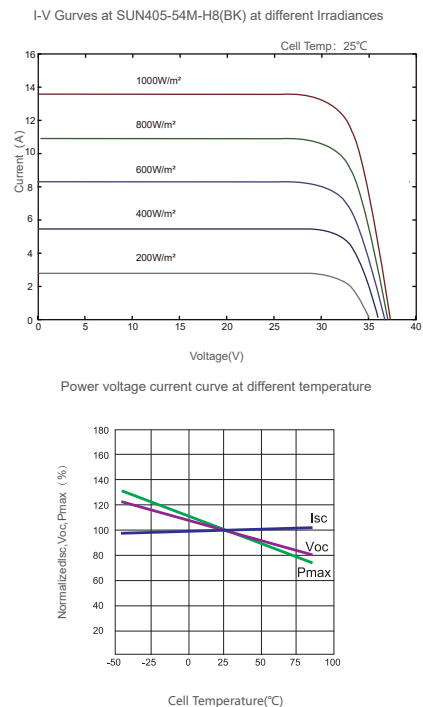 I-V Gurves at SUN405-54M-H8(BK) at different Irradiances
Cell Temp: 25℃
16
14
12
10
8
6
4
2
0
Current (A)
1000W/m²
800W/m²
600W/m²
400W/m²
200W/m²
0 5 10 15 20 25 30 35 40
Voltage(V)
Power voltage current curve at different temperature
180
160
140
120
100
80
60
40
20
NormalizedIsc,Voc,Pmax (%)
Isc
Voc
Pmax
-50 -25 0 25 50 75 100
Cell Temperature(℃)